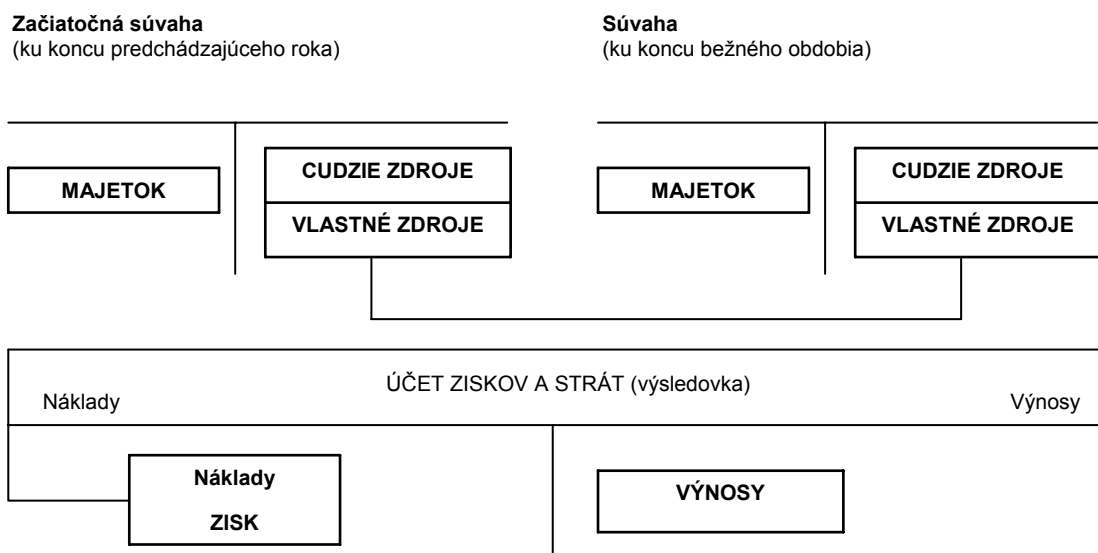 Začiatočná súvaha
(ku koncu predchádzajúceho roka)
Súvaha
(ku koncu bežného obdobia)
MAJETOK
CUDZIE ZDROJE
VLASTNÉ ZDROJE
MAJETOK
CUDZIE ZDROJE
VLASTNÉ ZDROJE
ÚČET ZISKOV A STRÁT (výsledovka)
Náklady
Výnosy
Náklady
ZISK
VÝNOSY